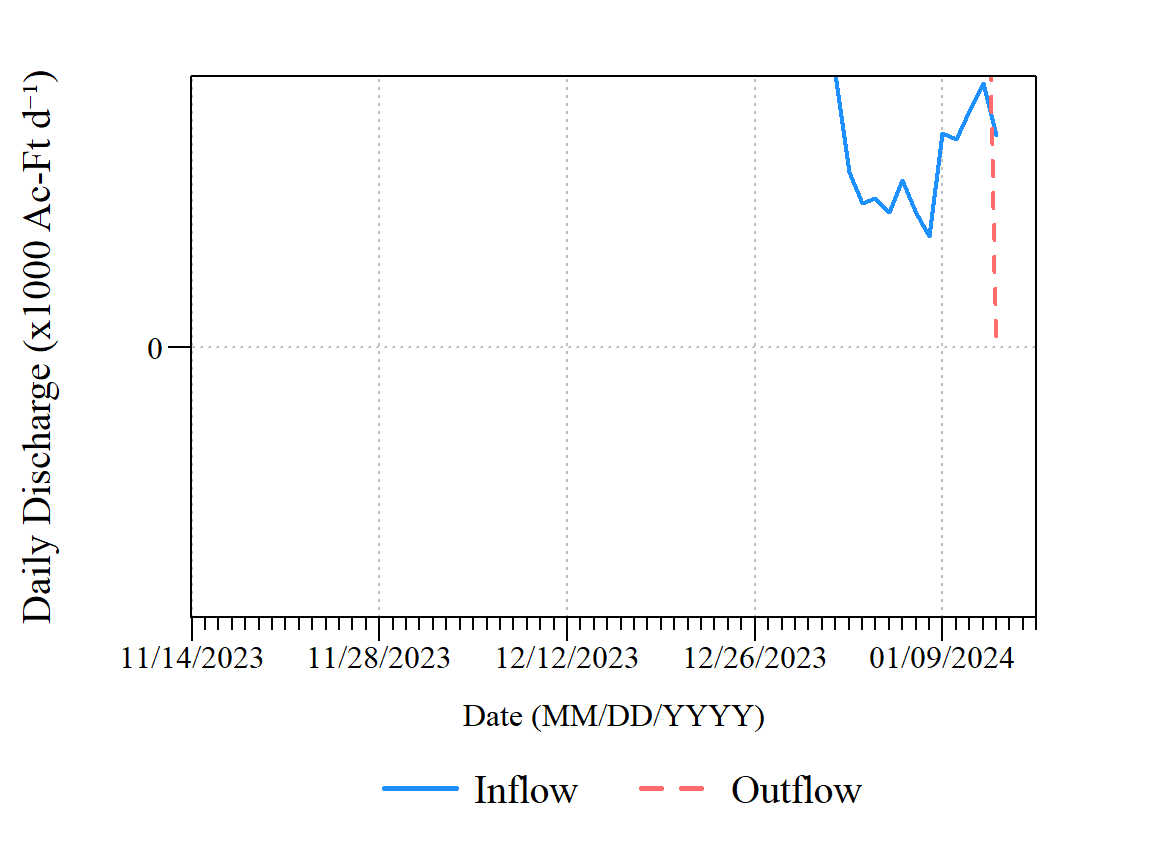 Daily Discharge (x1000 Ac-Ft d⁻¹)
0
11/14/2023 11/28/2023 12/12/2023 12/26/2023 01/09/2024
Date (MM/DD/YYYY)
Inflow Outflow